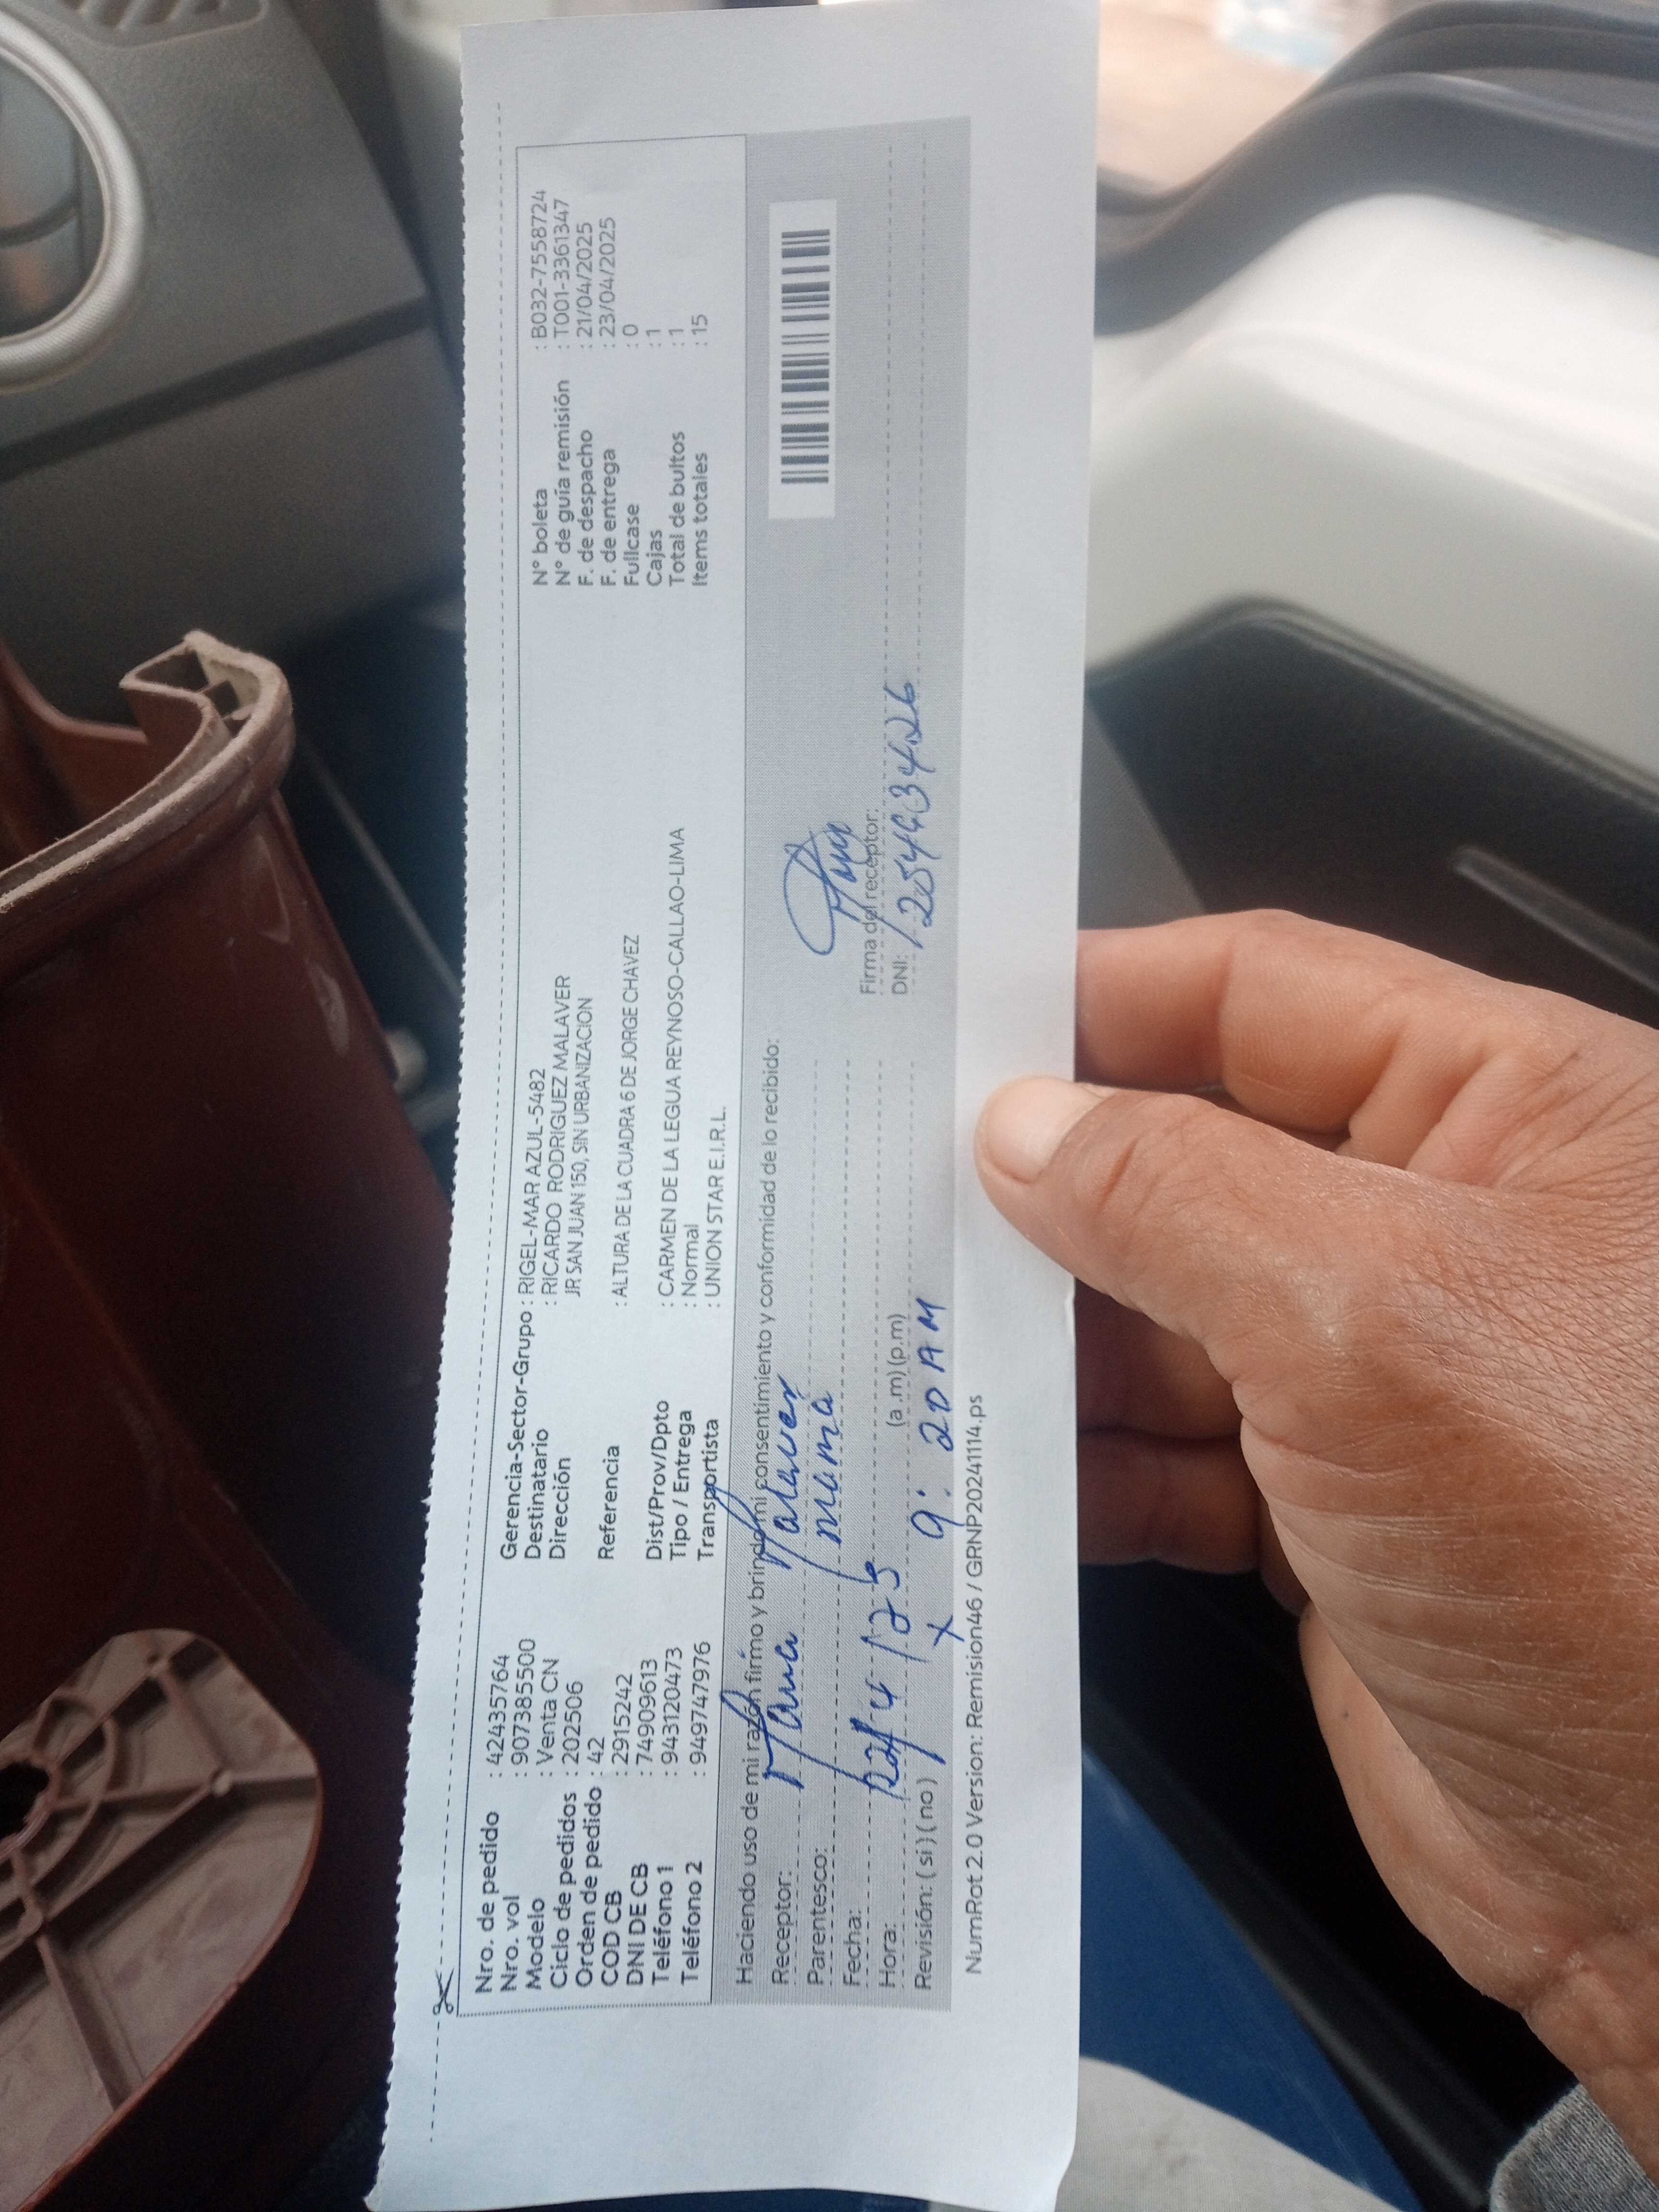 Nro. de pedido : 42435764
Nro. vol : 907385500
Modelo : Venta CN
Ciclo de pedidos : 202506
Orden de pedido : 42
COD CB : 2915242
DNI DE CB : 74909613
Teléfono 1 : 943120473
Teléfono 2 : 949747976
Gerencia-Sector-Grupo : RIGEL-MAR AZUL-5482
Destinatario : RICARDO RODRIGUEZ MALAVER
Dirección JR SAN JUAN 150, SIN URBANIZACION
Referencia : ALTURA DE LA CUADRA 6 DE JORGE CHAVEZ
Dist/Prov/Dpto : CARMEN DE LA LEGUA REYNOSO-CALLAO-LIMA
Tipo / Entrega : Normal
Transportista : UNION STAR E.I.R.L.
N° boleta : B032-7558724
N° de guía remisión : T001-3361347
F. de despacho : 21/04/2025
F. de entrega : 23/04/2025
Fullcase : 0
Cajas : 1
Total de bultos : 1
Items totales : 15
Haciendo uso de mi razón firmo y brindo mi consentimiento y conformidad de lo recibido:
Receptor: Malaver
Parentesco: mamá
Fecha:
Hora: (a .m) (p.m)
Revisión: ( si ) ( no ) 9:20 AM
Firma del receptor:
DNI:
NumRot 2.0 Version: Remision46 / GRNP20241114.ps